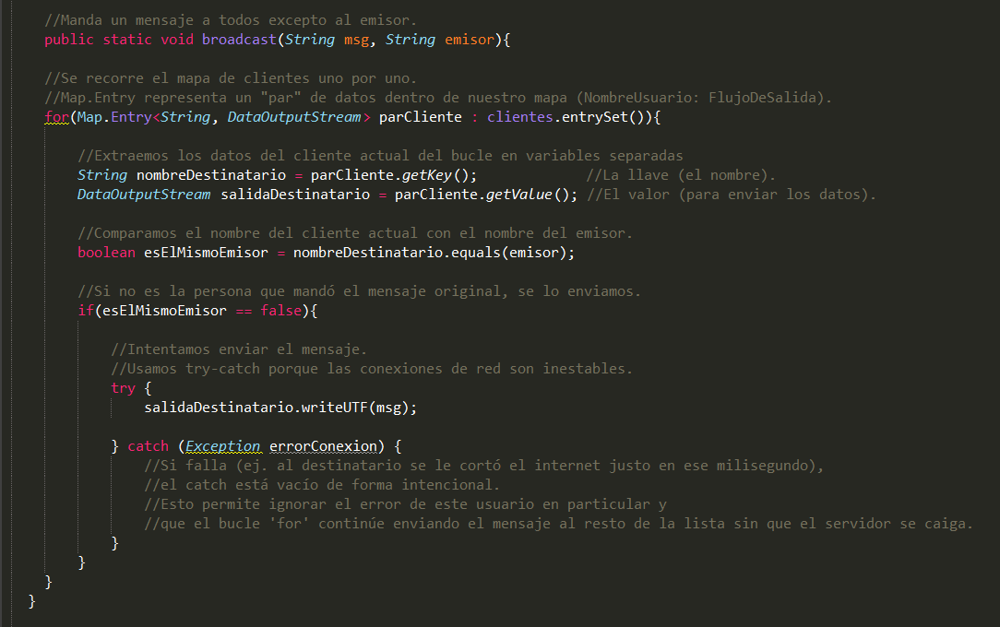 //Manda un mensaje a todos excepto al emisor.
public static void broadcast(String msg, String emisor){
//Se recorre el mapa de clientes uno por uno.
//Map.Entry representa un "par" de datos dentro de nuestro mapa (NombreUsuario: FlujoDeSalida).
for(Map.Entry<String, DataOutputStream> parCliente : clientes.entrySet()){
//Extraemos los datos del cliente actual del bucle en variables separadas
String nombreDestinatario = parCliente.getKey(); //La llave (el nombre).
DataOutputStream salidaDestinatario = parCliente.getValue(); //El valor (para enviar los datos).
//Comparamos el nombre del cliente actual con el nombre del emisor.
boolean esElMismoEmisor = nombreDestinatario.equals(emisor);
//Si no es la persona que mandó el mensaje original, se lo enviamos.
if(esElMismoEmisor == false){
//Intentamos enviar el mensaje.
//Usamos try-catch porque las conexiones de red son inestables.
try {
salidaDestinatario.writeUTF(msg);
} catch (Exception errorConexion) {
//Si falla (ej. al destinatario se le cortó el internet justo en ese milisegundo),
//el catch está vacío de forma intencional.
//Esto permite ignorar el error de este usuario en particular y
//que el bucle 'for' continúe enviando el mensaje al resto de la lista sin que el servidor se caiga.
}
}
}
}